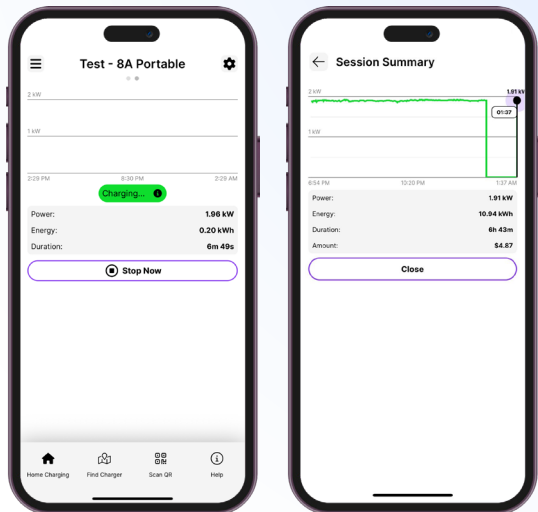 Test - 8A Portable
2 kW
1 kW
2:29 PM 8:30 PM 2:29 AM
Charging...
Power: 1.96 kW
Energy: 0.20 kWh
Duration: 6m 49s
Stop Now
Home Charging Find Charger Scan QR Help
Session Summary
2 kW 1.91 kW
01:37
1 kW
6:54 PM 13:20 PM 1:37 AM
Power: 1.91 kW
Energy: 10.94 kWh
Duration: 6h 43m
Amount: $4.87
Close